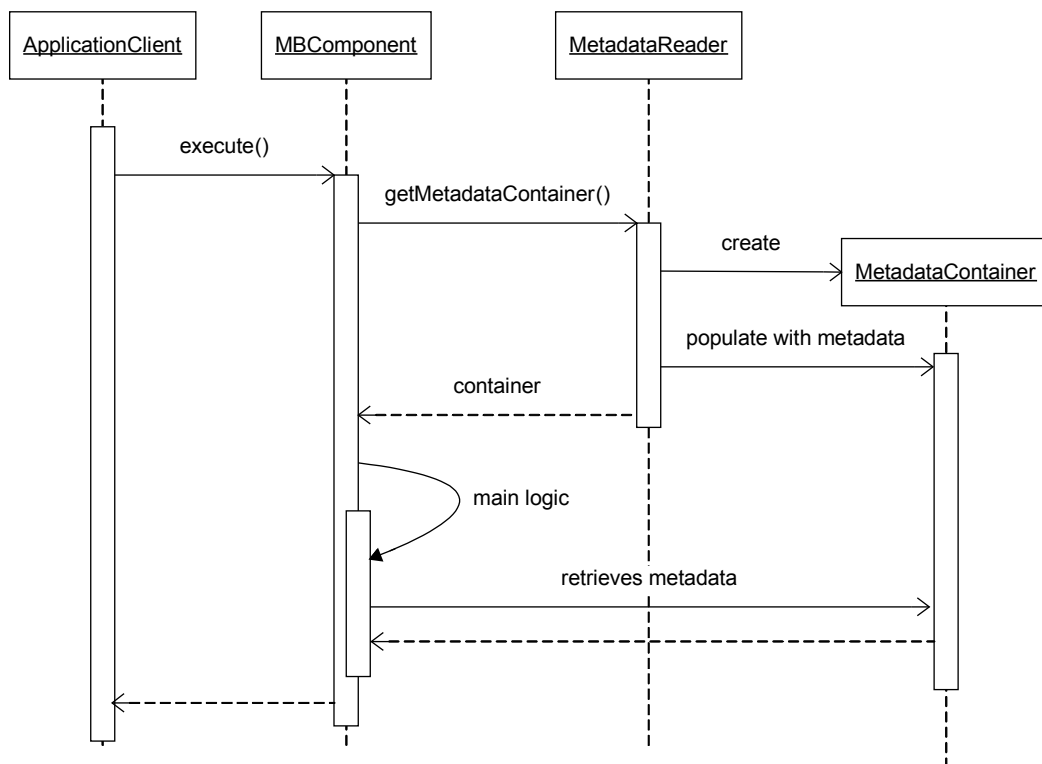 ApplicationClient
MBComponent
MetadataReader
execute()
getMetadataContainer()
create
MetadataContainer
populate with metadata
container
main logic
retrieves metadata